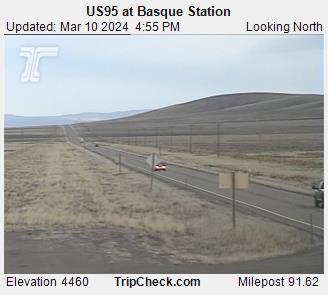 US95 at Basque Station
Updated: Mar 10 2024 4:55 PM Looking North
Elevation 4460 TripCheck.com Milepost 91.62